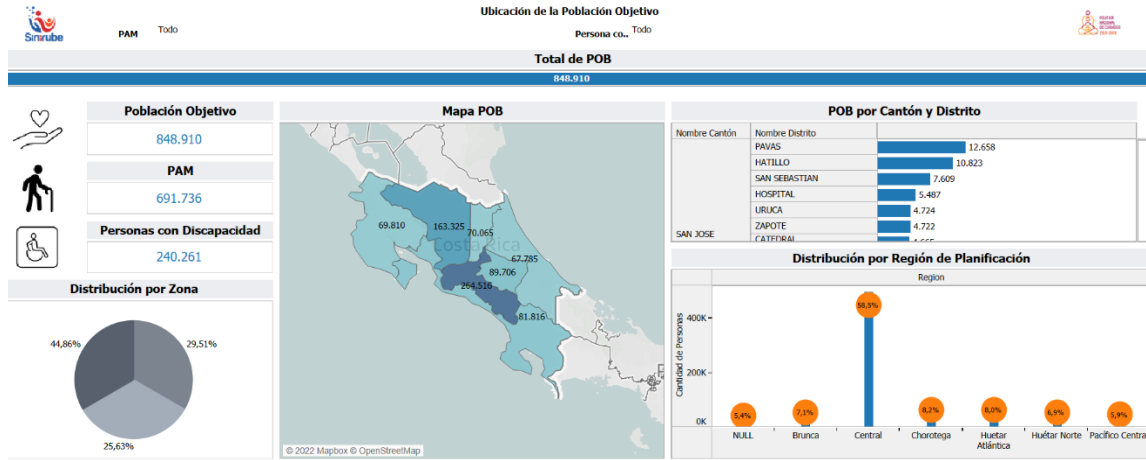 Ubicación de la Población Objetivo
Sinirube
PAM
Todo
Persona co..
Todo
Total de POB
848.910
Población Objetivo
848.910
PAM
691.736
Personas con Discapacidad
240.261
Distribución por Zona
44,86%
29,51%
25,63%
Mapa POB
69.810
163.325
70.065
Costa Rica
67.785
89.706
264.516
81.816
© 2022 Mapbox © OpenStreetMap
POB por Cantón y Distrito
Nombre Cantón
Nombre Distrito
SAN JOSE
PAVAS
12.658
HATILLO
10.823
SAN SEBASTIAN
7.609
HOSPITAL
5.487
URUCA
4.724
ZAPOTE
4.722
CATEDRAL
Distribución por Región de Planificación
Region
Cantidad de Personas
400K
200K
0K
5,4%
7,1%
58,5%
8,2%
8,0%
6,9%
5,9%
NULL
Brunca
Central
Chorotega
Huetar
Atlántica
Huétar Norte
Pacífico Central